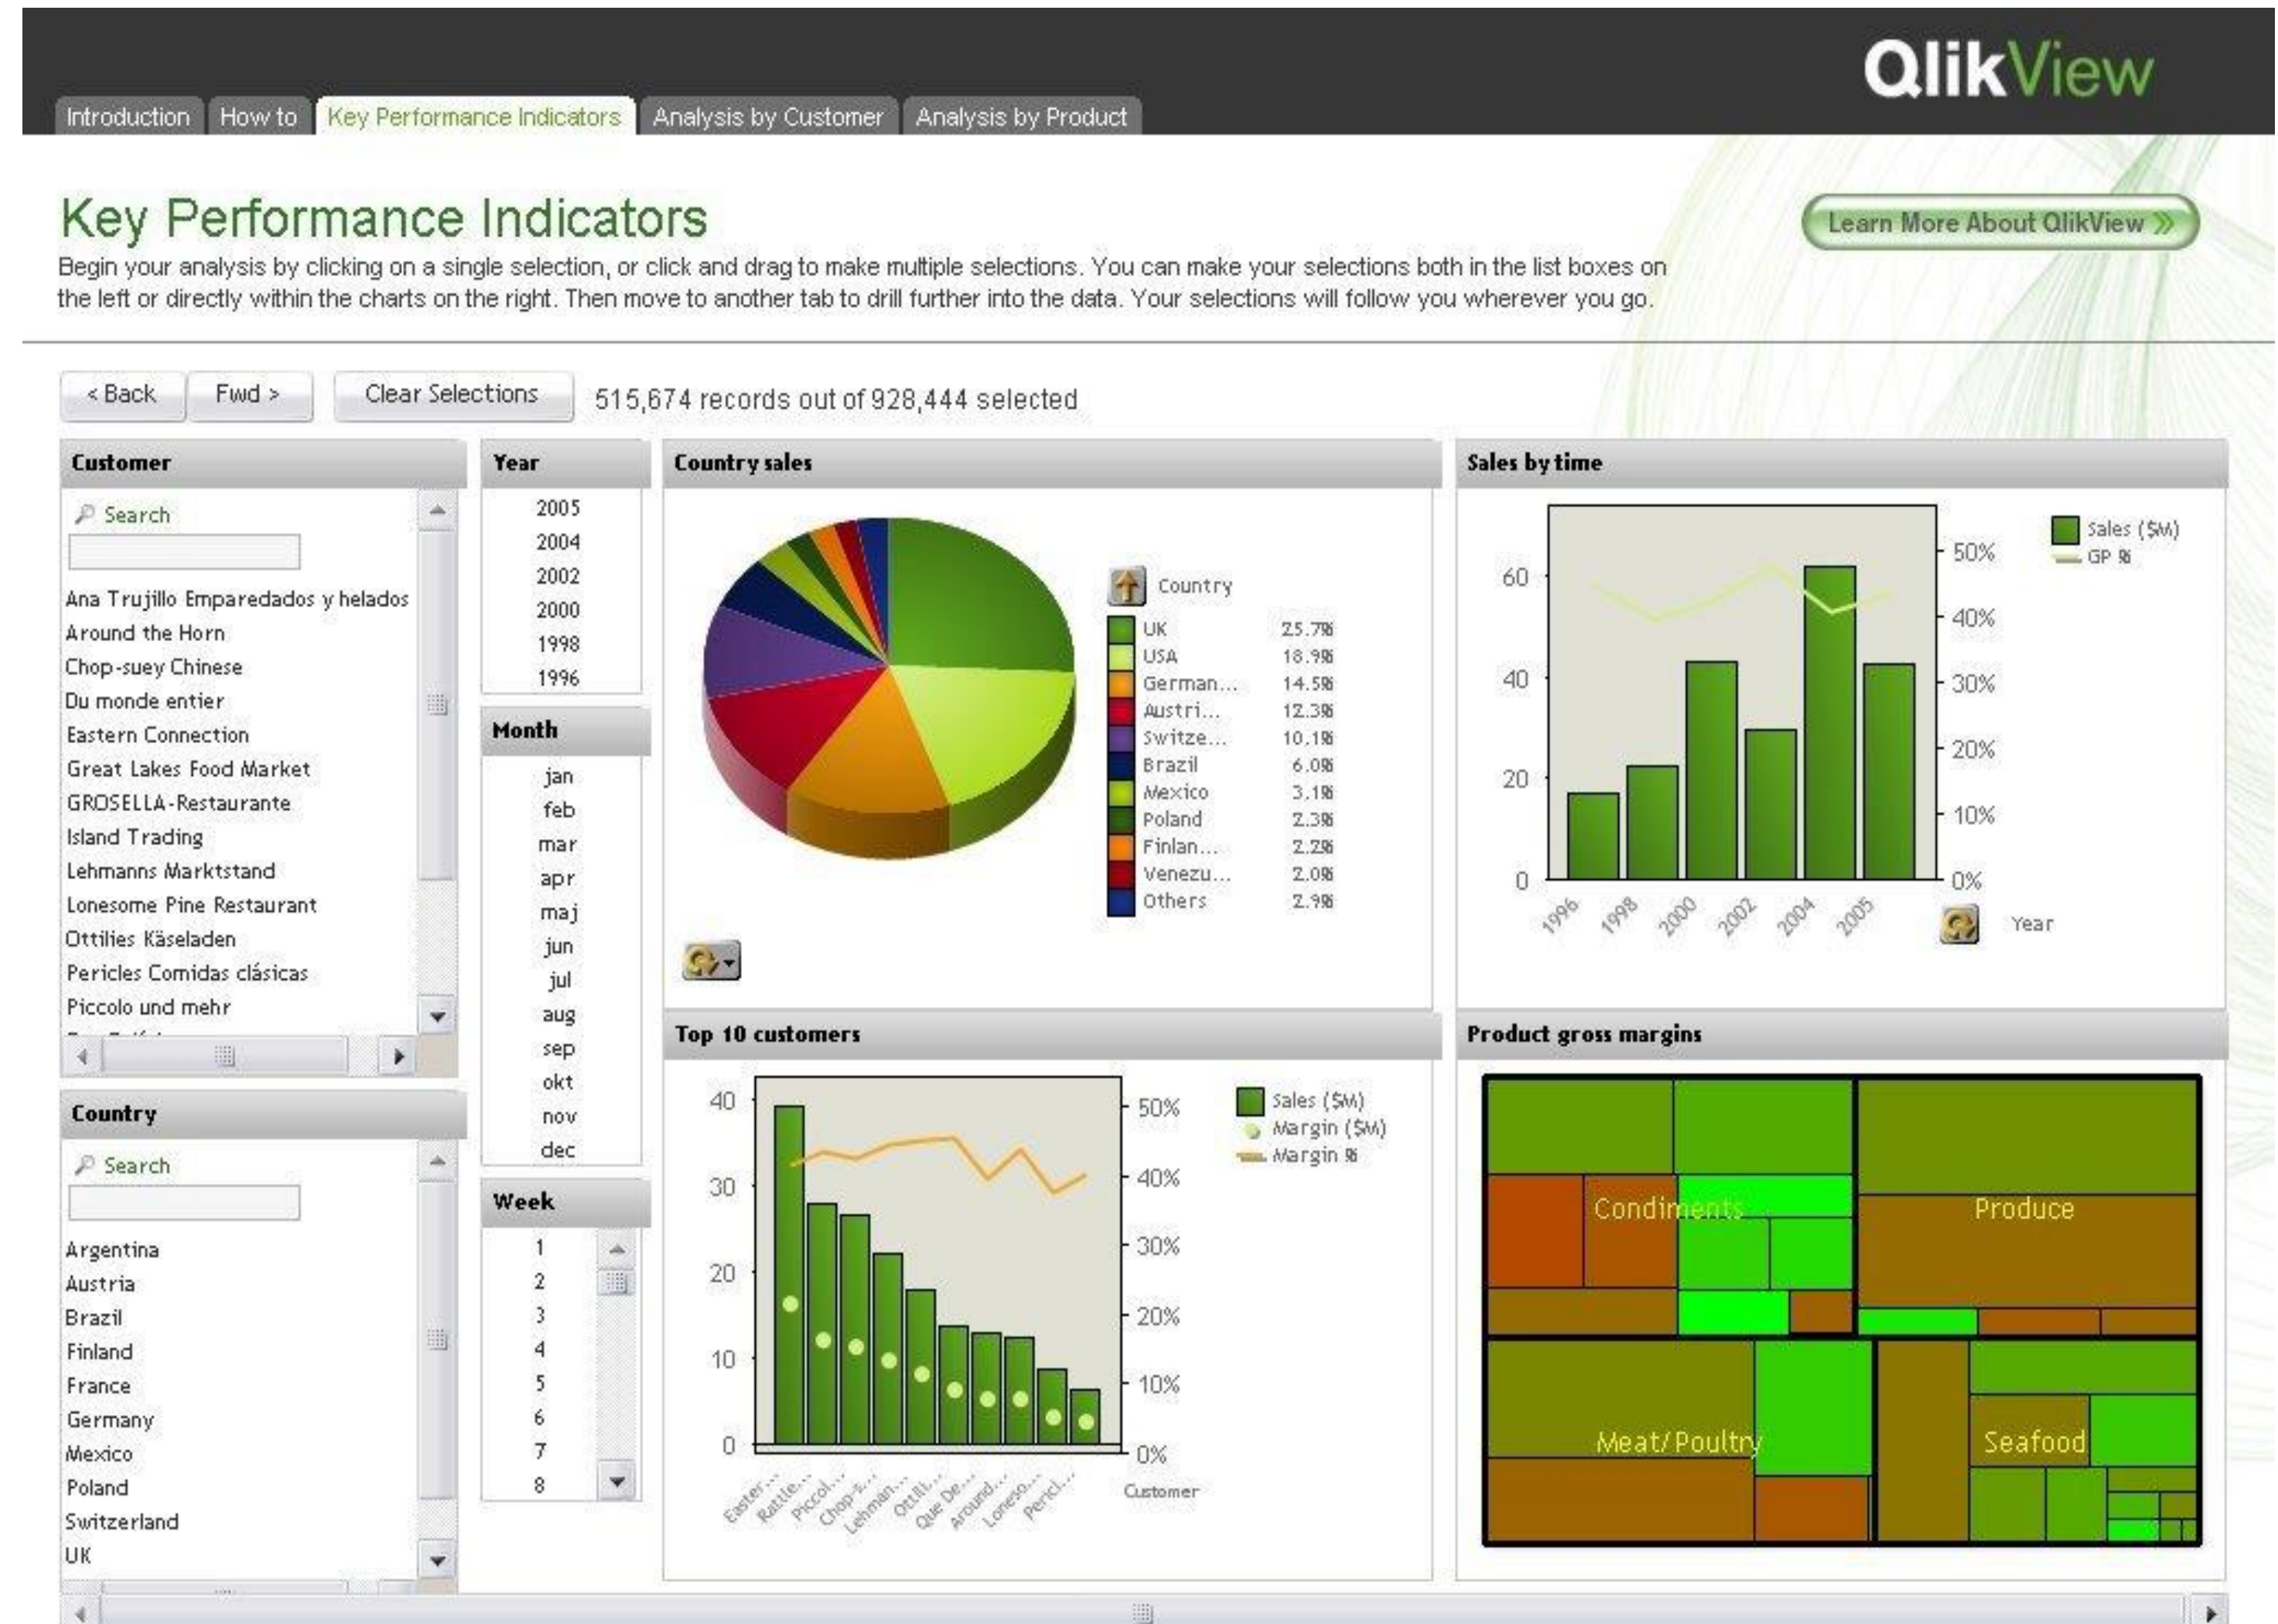 QlikView
Introduction
How to
Key Performance Indicators
Analysis by Customer
Analysis by Product
Key Performance Indicators
Learn More About QlikView
Begin your analysis by clicking on a single selection, or click and drag to make multiple selections. You can make your selections both in the list boxes on
the left or directly within the charts on the right. Then move to another tab to drill further into the data. Your selections will follow you wherever you go.
< Back
Fwd >
Clear Selections
515,674 records out of 928,444 selected
Customer
Search
Ana Trujillo Emparedados y helados
Around the Horn
Chop-suey Chinese
Du monde entier
Eastern Connection
Great Lakes Food Market
GROSELLA-Restaurante
Island Trading
Lehmanns Marktstand
Lonesome Pine Restaurant
Ottilies Käseladen
Pericles Comidas clásicas
Piccolo und mehr
Country
Search
Argentina
Austria
Brazil
Finland
France
Germany
Mexico
Poland
Switzerland
UK
Year
2005
2004
2002
2000
1998
1996
Month
jan
feb
mar
apr
maj
jun
jul
aug
sep
okt
nov
dec
Week
1
2
3
4
5
6
7
8
Country sales
Country
UK 25.7%
USA 18.9%
German... 14.5%
Austri... 12.3%
Switze... 10.1%
Brazil 6.0%
Mexico 3.1%
Poland 2.3%
Finlan... 2.2%
Venezu... 2.0%
Others 2.9%
Sales by time
Sales ($M)
GP %
60
40
20
0
50%
40%
30%
20%
10%
0%
1996
1998
2000
2002
2004
2005
Year
Top 10 customers
40
30
20
10
0
50%
40%
30%
20%
10%
0%
Sales ($M)
Margin ($M)
Margin %
Easter...
Rattle...
Piccol...
Chop-s...
Lehman...
Ottili...
Que De...
Around...
Loneso...
Pericl...
Customer
Product gross margins
Condiments
Produce
Meat/Poultry
Seafood